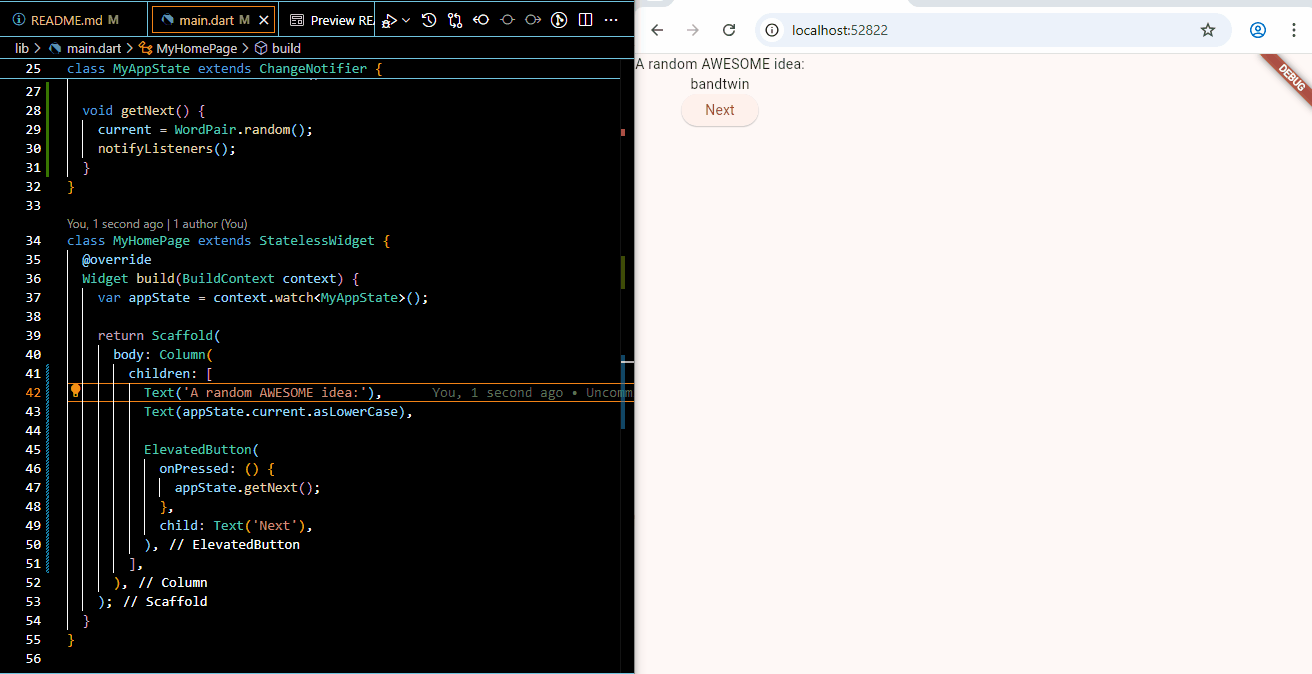 README.md M
main.dart M
Preview RE
lib > main.dart > MyHomePage > build
25 class MyAppState extends ChangeNotifier {
27
28 void getNext() {
29 current = WordPair.random();
30 notifyListeners();
31 }
32 }
33
You, 1 second ago | 1 author (You)
34 class MyHomePage extends StatelessWidget {
35 @override
36 Widget build(BuildContext context) {
37 var appState = context.watch<MyAppState>();
38
39 return Scaffold(
40 body: Column(
41 children: [
42 Text('A random AWESOME idea:'), You, 1 second ago • Uncomm
43 Text(appState.current.asLowerCase),
44
45 ElevatedButton(
46 onPressed: () {
47 appState.getNext();
48 },
49 child: Text('Next'),
50 ), // ElevatedButton
51 ],
52 ), // Column
53 ); // Scaffold
54 }
55 }
56
localhost:52822
A random AWESOME idea:
bandtwin
Next
DEBUG